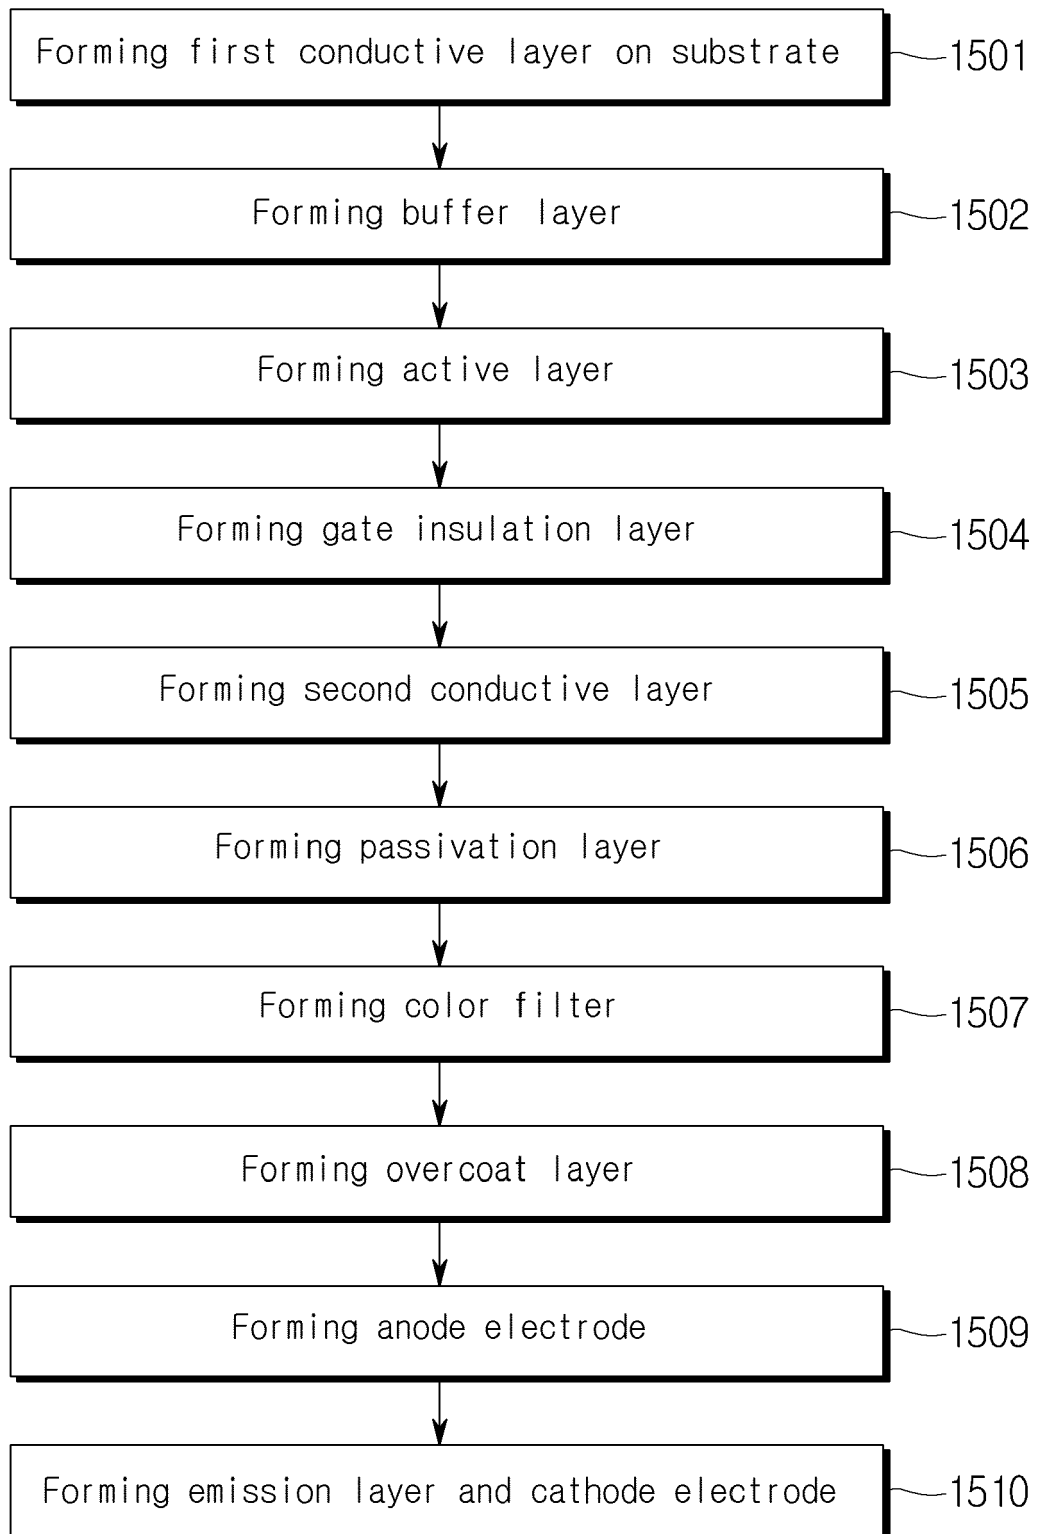 Forming first conductive layer on substrate
1501
Forming buffer layer
1502
Forming active layer
1503
Forming gate insulation layer
1504
Forming second conductive layer
1505
Forming passivation layer
1506
Forming color filter
1507
Forming overcoat layer
1508
Forming anode electrode
1509
Forming emission layer and cathode electrode
1510